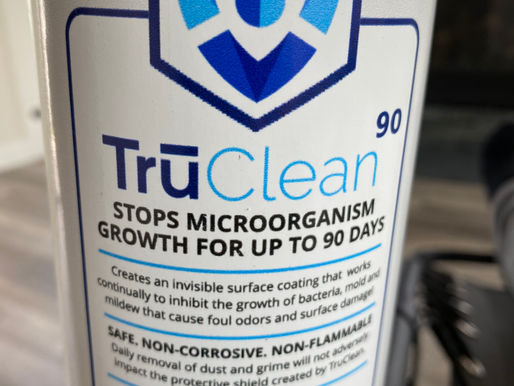 TrūClean 90
STOPS MICROORGANISM
GROWTH FOR UP TO 90 DAYS
Creates an invisible surface coating that works
continually to inhibit the growth of bacteria, mold and
mildew that cause foul odors and surface damage.
SAFE. NON-CORROSIVE. NON-FLAMMABLE
Daily removal of dust and grime will not adversely
impact the protective shield created by TruClean.